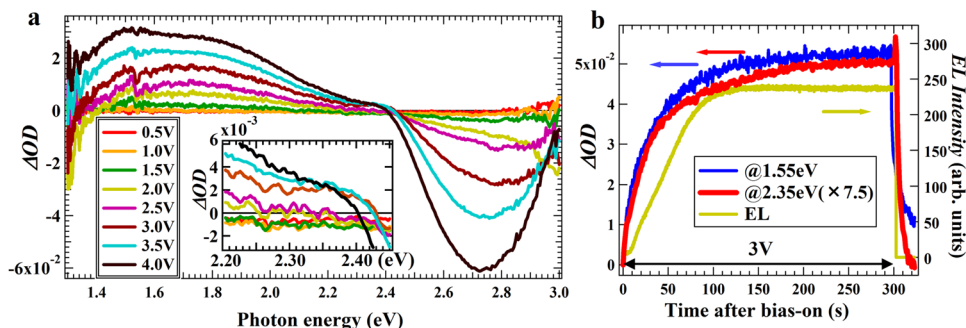 a
ΔOD
2
0
-2
4
-6x10⁻²
0.5V
1.0V
1.5V
2.0V
2.5V
3.0V
3.5V
4.0V
6 x10⁻³
ΔOD
4
2
0
-2
2.20
2.30
2.40
(eV)
1.4
1.6
1.8
2.0
2.2
2.4
2.6
2.8
3.0
Photon energy (eV)
b
ΔOD
5x10⁻²
4
3
2
1
0
@1.55eV
@2.35eV(×7.5)
EL
3V
0
50
100
150
200
250
300
Time after bias-on (s)
300
250
200
150
100
50
0
EL Intensity (arb. units)